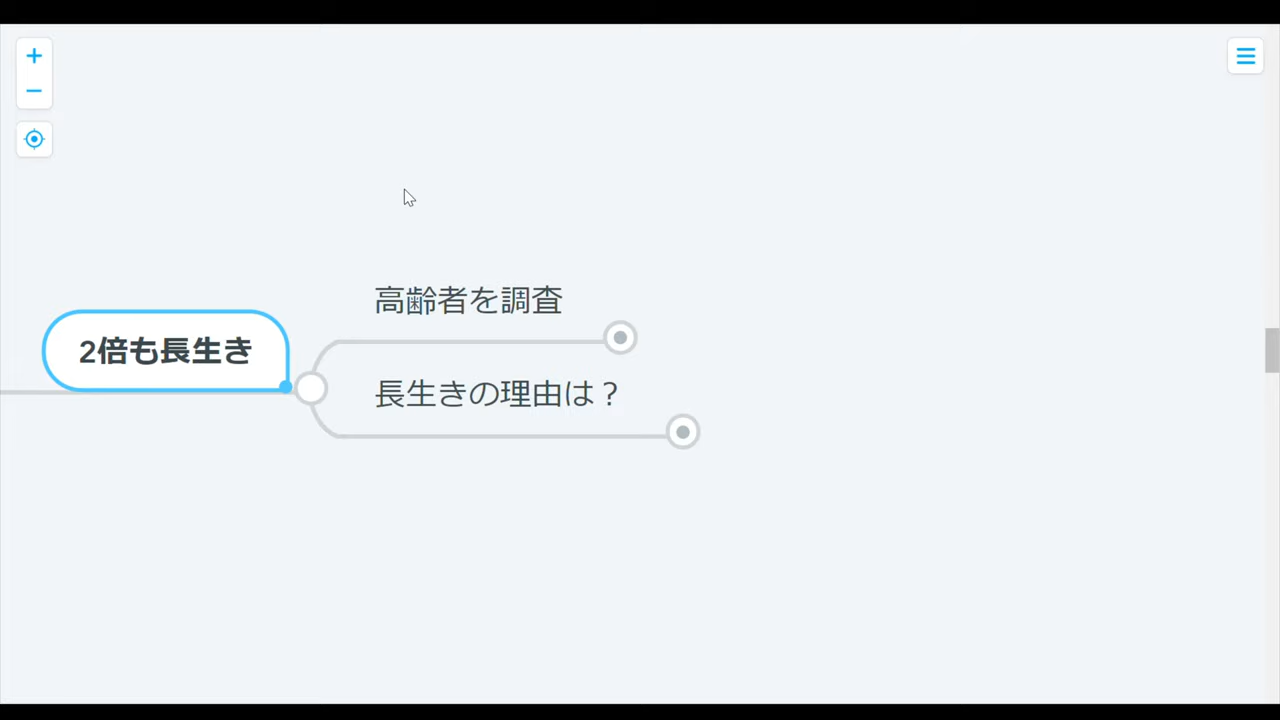 2倍も長生き
高齢者を調査
長生きの理由は？